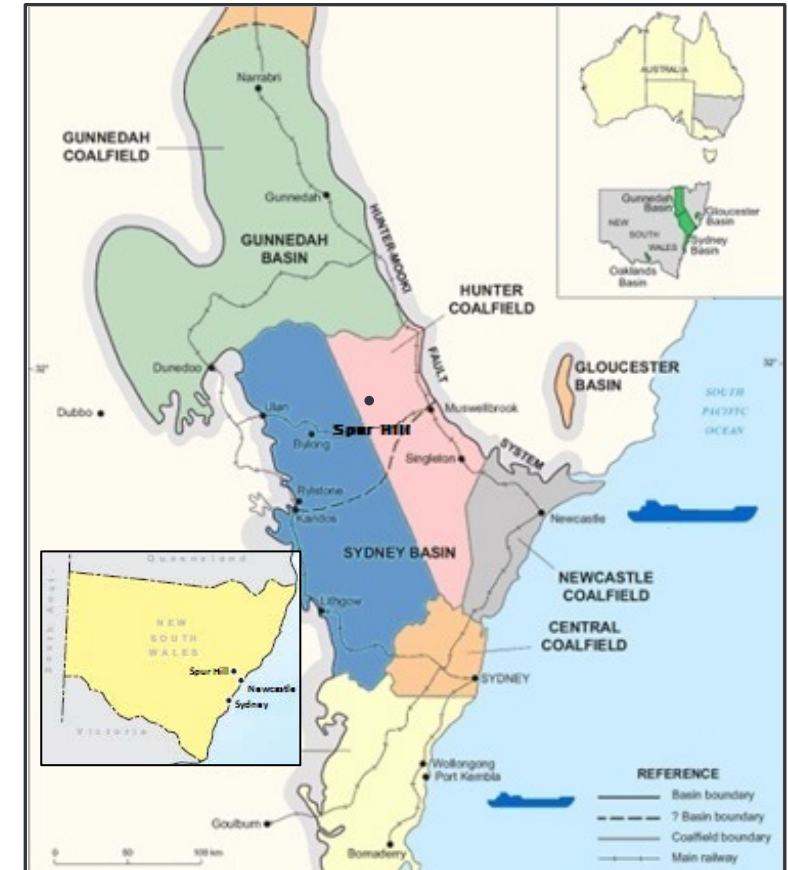 Narrabri
GUNNEDAH
COALFIELD
Gunnedah
GUNNEDAH
BASIN
HUNTER-MOOKI
FAULT
SYSTEM
HUNTER
COALFIELD
AUSTRALIA
Gunnedah
Basin
Gloucester
Basin
NEW
SOUTH
WALES
Sydney
Basin
Oaklands
Basin
32°
Dunedoo
GLOUCESTER
BASIN
32°
Dubbo
Ulan
Muswellbrook
SOUTH
PACIFIC
OCEAN
Spur Hill
Bylong
Singleton
Rylstone
Kandos
Newcastle
SYDNEY BASIN
NEWCASTLE
COALFIELD
Lithgow
CENTRAL
COALFIELD
SYDNEY
Queensland
NEW
SOUTH
WALES
Spur Hill
Newcastle
Sydney
Victoria
Wollongong
Port Kembla
Goulburn
Bomaderry
0 50 100 km
REFERENCE
Basin boundary
? Basin boundary
Coalfield boundary
Main railway